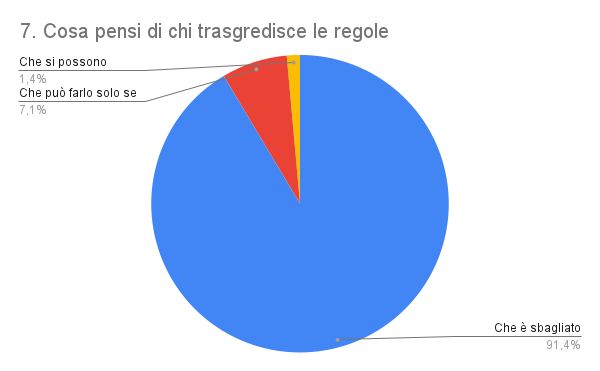 7. Cosa pensi di chi trasgredisce le regole
Che si possono
1,4%
Che può farlo solo se
7,1%
Che è sbagliato
91,4%